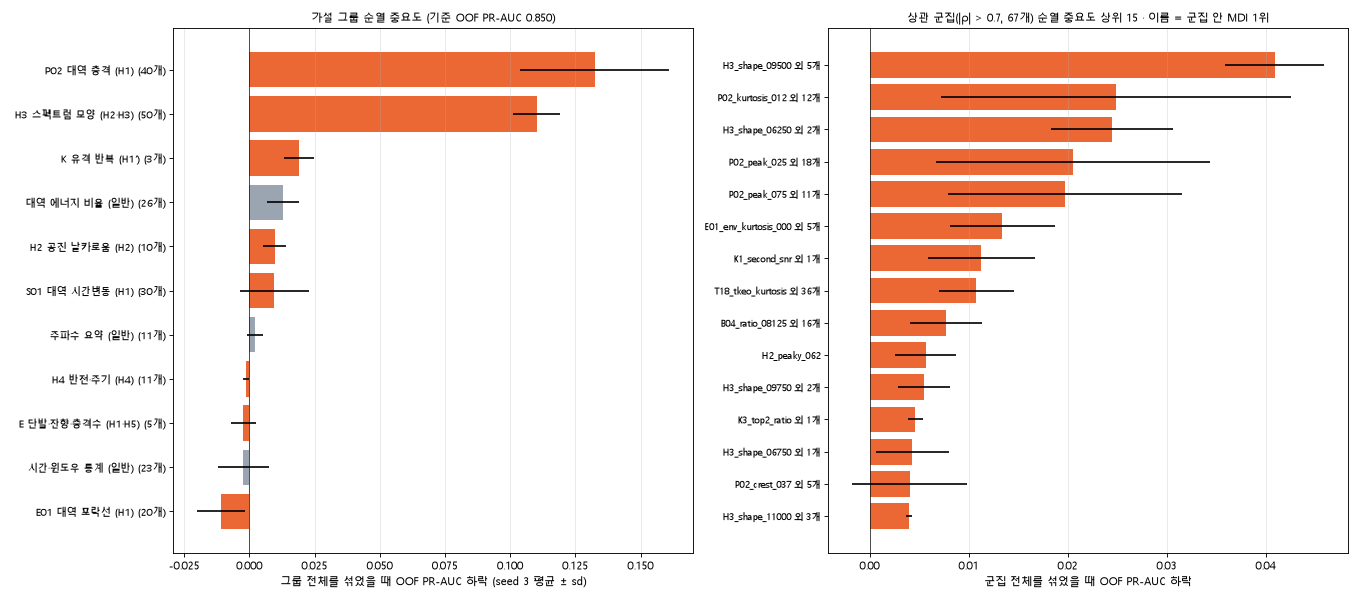 가설 그룹 순열 중요도 (기준 OOF PR-AUC 0.850)
P02 대역 충격 (H1) (40개)
H3 스펙트럼 모양 (H2·H3) (50개)
K 유격 반복 (H1') (3개)
대역 에너지 비율 (일반) (26개)
H2 공진 날카로움 (H2) (10개)
S01 대역 시간변동 (H1) (30개)
주파수 요약 (일반) (11개)
H4 반전·주기 (H4) (11개)
E 단발·잔향·충격수 (H1·H5) (5개)
시간·윈도우 통계 (일반) (23개)
E01 대역 포락선 (H1) (20개)
-0.025 0.000 0.025 0.050 0.075 0.100 0.125 0.150
그룹 전체를 섞었을 때 OOF PR-AUC 하락 (seed 3 평균 ± sd)
상관 군집(|ρ| > 0.7, 67개) 순열 중요도 상위 15 · 이름 = 군집 안 MDI 1위
H3_shape_09500 외 5개
P02_kurtosis_012 외 12개
H3_shape_06250 외 2개
P02_peak_025 외 18개
P02_peak_075 외 11개
E01_env_kurtosis_000 외 5개
K1_second_snr 외 1개
T18_tkeo_kurtosis 외 36개
B04_ratio_08125 외 16개
H2_peaky_062
H3_shape_09750 외 2개
K3_top2_ratio 외 1개
H3_shape_06750 외 1개
P02_crest_037 외 5개
H3_shape_11000 외 3개
0.00 0.01 0.02 0.03 0.04
군집 전체를 섞었을 때 OOF PR-AUC 하락